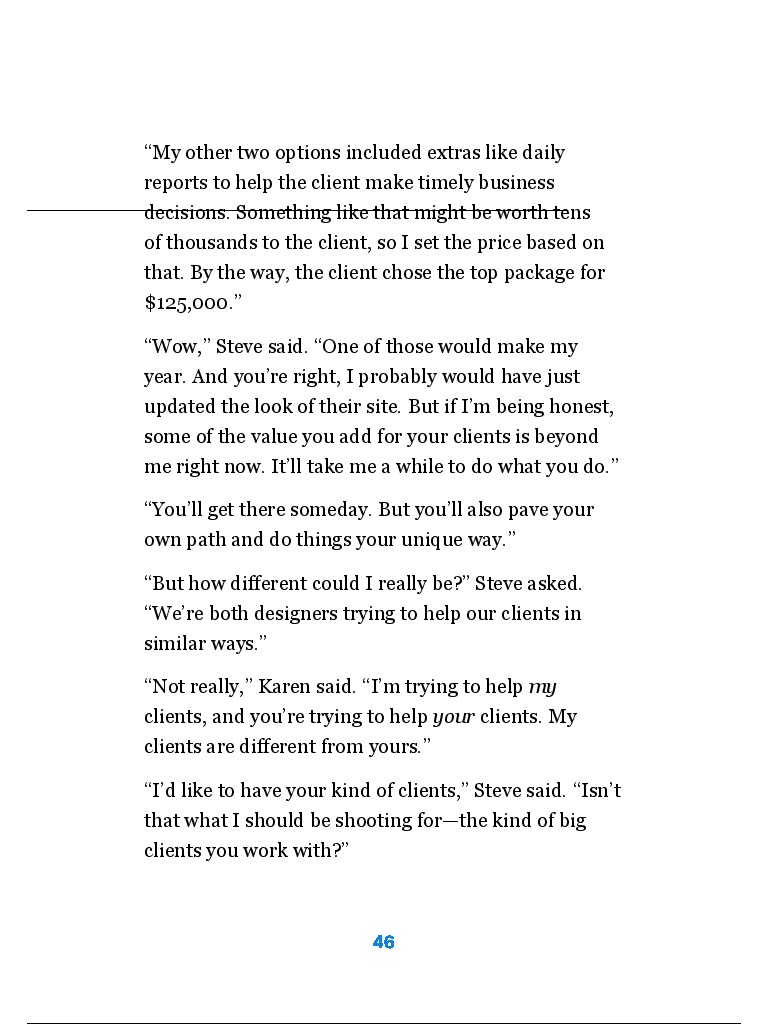 “My other two options included extras like daily
reports to help the client make timely business
decisions. Something like that might be worth tens
of thousands to the client, so I set the price based on
that. By the way, the client chose the top package for
$125,000.”
“Wow,” Steve said. “One of those would make my
year. And you’re right, I probably would have just
updated the look of their site. But if I’m being honest,
some of the value you add for your clients is beyond
me right now. It’ll take me a while to do what you do.”
“You’ll get there someday. But you’ll also pave your
own path and do things your unique way.”
“But how different could I really be?” Steve asked.
“We’re both designers trying to help our clients in
similar ways.”
“Not really,” Karen said. “I’m trying to help my
clients, and you’re trying to help your clients. My
clients are different from yours.”
“I’d like to have your kind of clients,” Steve said. “Isn’t
that what I should be shooting for—the kind of big
clients you work with?”
46